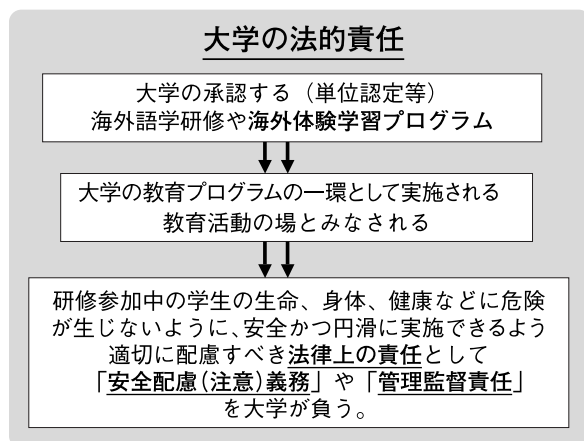 大学の法的責任
大学の承認する（単位認定等）
海外語学研修や海外体験学習プログラム
大学の教育プログラムの一環として実施される
教育活動の場とみなされる
研修参加中の学生の生命、身体、健康などに危険
が生じないように、安全かつ円滑に実施できるよう
適切に配慮すべき法律上の責任として
「安全配慮（注意）義務」や「管理監督責任」
を大学が負う。